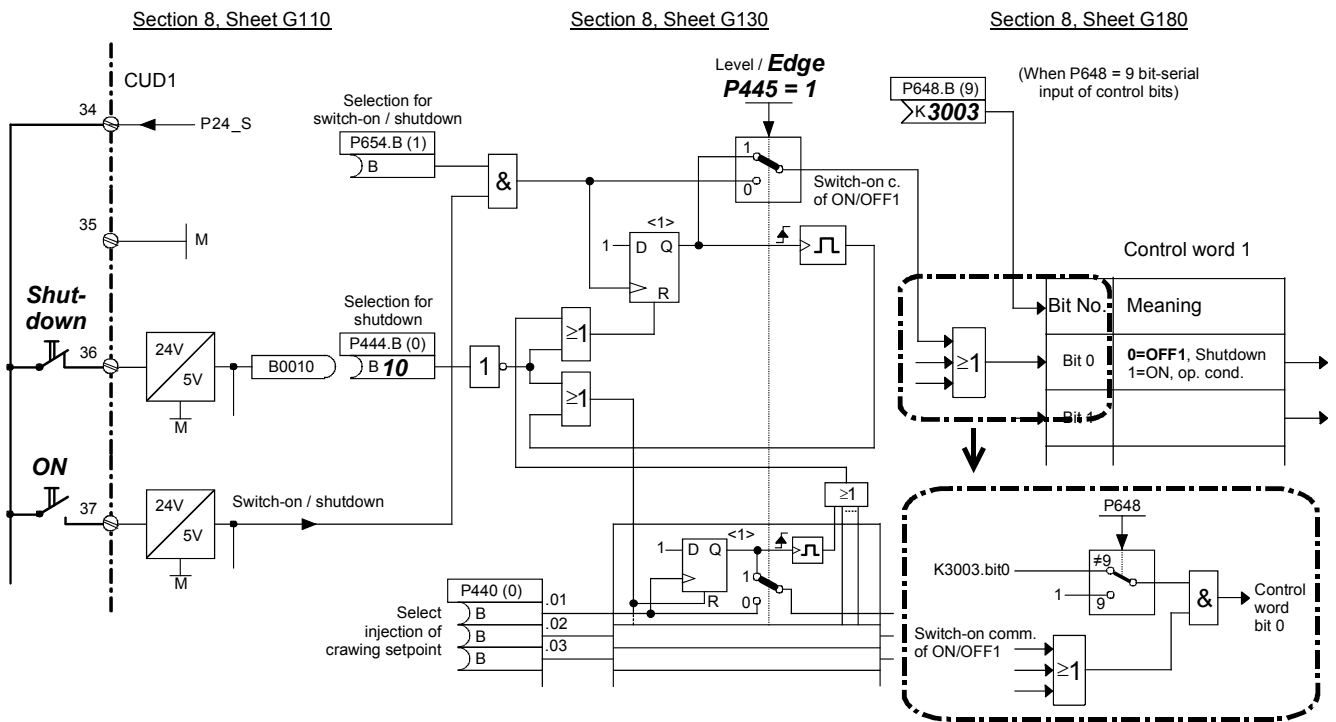 Section 8, Sheet G110
Section 8, Sheet G130
Section 8, Sheet G180
CUD1
34
P24_S
35
M
Shut-
down
36
24V
5V
M
B0010
ON
37
24V
5V
M
Switch-on / shutdown
Selection for
switch-on / shutdown
P654.B (1)
B
&
Selection for
shutdown
P444.B (0)
B 10
1
Level / Edge
P445 = 1
1
0
Switch-on c.
of ON/OFF1
<1>
1
D Q
R
≥1
≥1
≥1
<1>
1
D Q
R
1
0
P440 (0)
B
B
B
.01
.02
.03
Select
injection of
crawing setpoint
P648.B (9)
K 3003
(When P648 = 9 bit-serial
input of control bits)
Control word 1
Bit No.
Meaning
≥1
Bit 0
0=OFF1, Shutdown
1=ON, op. cond.
Bit 1
P648
K3003.bit0
≠9
1
9
&
Control
word
bit 0
Switch-on comm.
of ON/OFF1
≥1